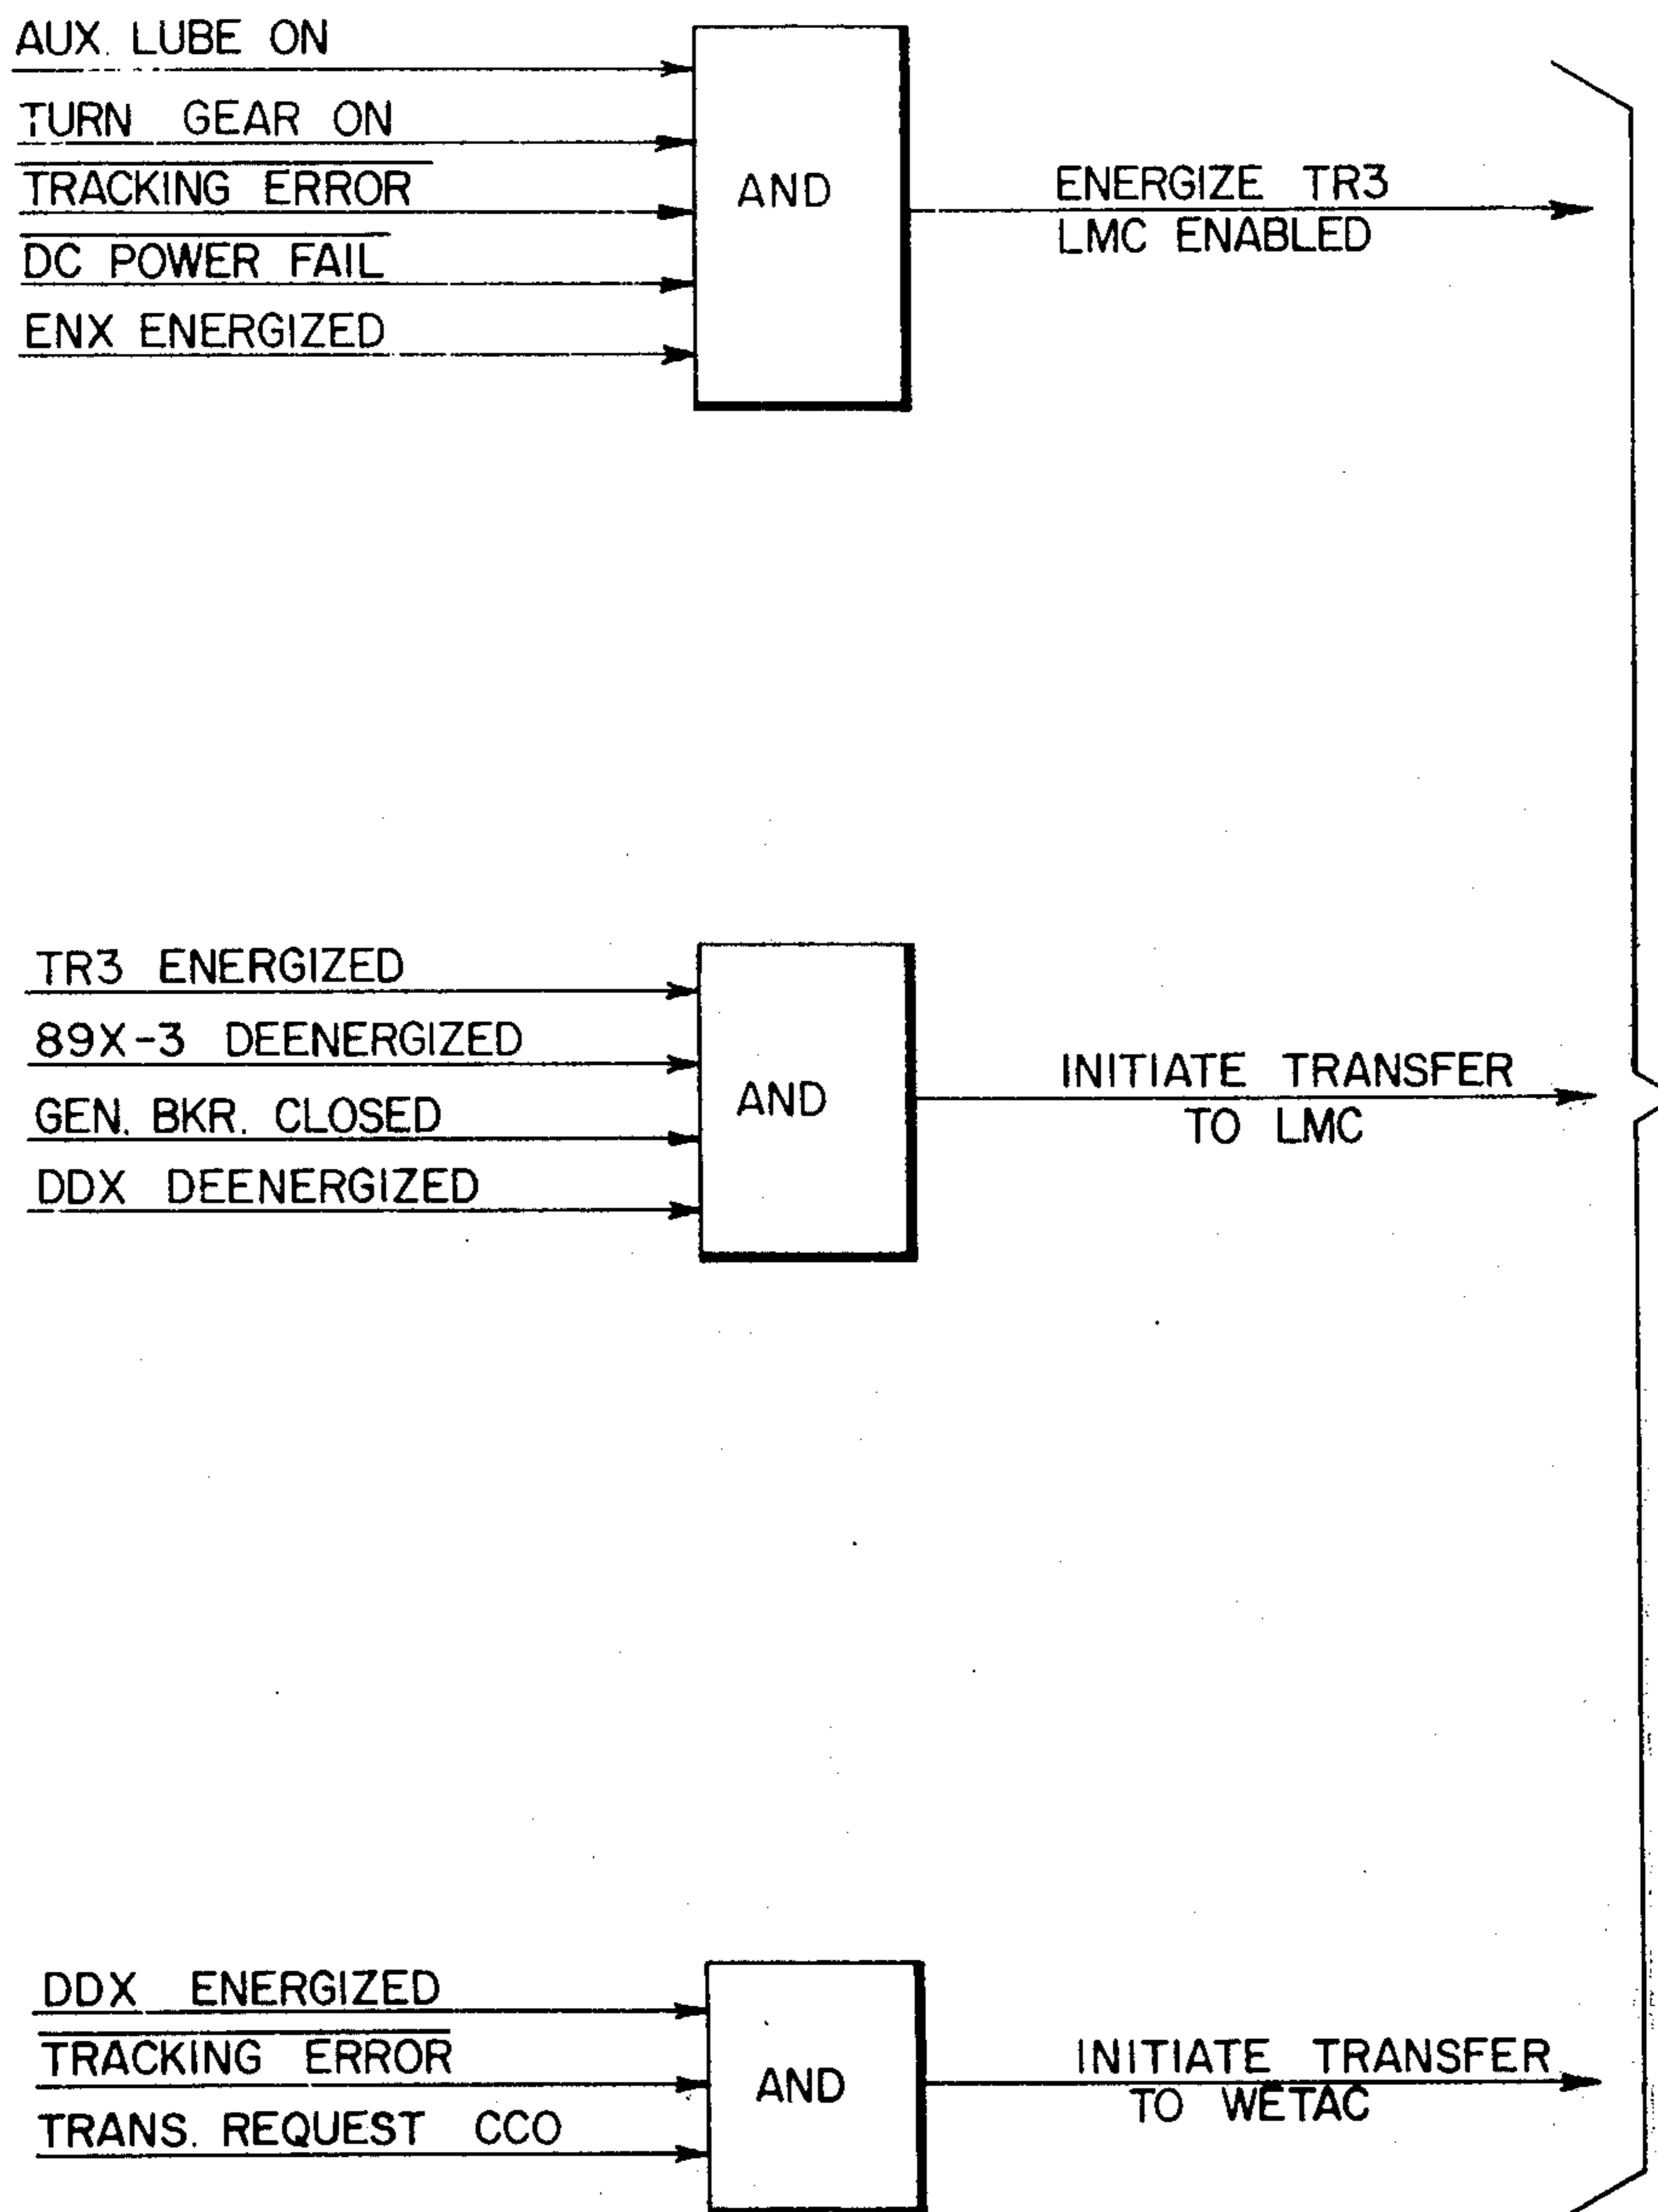 AUX. LUBE ON
TURN GEAR ON
TRACKING ERROR
DC POWER FAIL
ENX ENERGIZED
AND
ENERGIZE TR3
LMC ENABLED
TR3 ENERGIZED
89X-3 DEENERGIZED
GEN. BKR. CLOSED
DDX DEENERGIZED
AND
INITIATE TRANSFER
TO LMC
DDX ENERGIZED
TRACKING ERROR
TRANS. REQUEST CCO
AND
INITIATE TRANSFER
TO WETAC